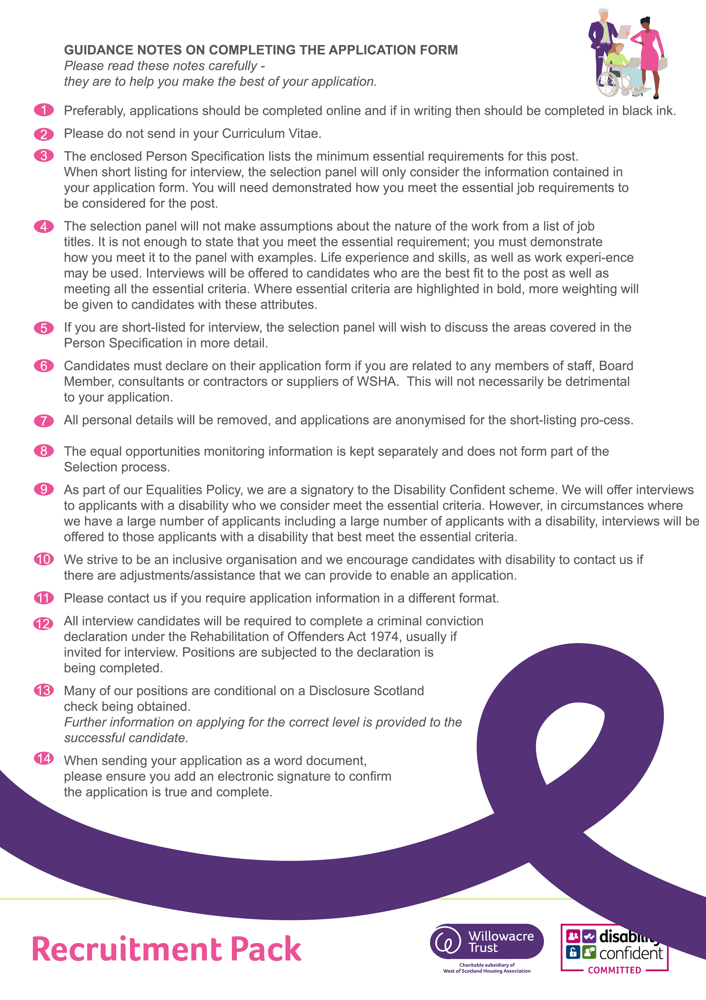 GUIDANCE NOTES ON COMPLETING THE APPLICATION FORM
Please read these notes carefully -
they are to help you make the best of your application.
1 Preferably, applications should be completed online and if in writing then should be completed in black ink.
2 Please do not send in your Curriculum Vitae.
3 The enclosed Person Specification lists the minimum essential requirements for this post.
When short listing for interview, the selection panel will only consider the information contained in
your application form. You will need demonstrated how you meet the essential job requirements to
be considered for the post.
4 The selection panel will not make assumptions about the nature of the work from a list of job
titles. It is not enough to state that you meet the essential requirement; you must demonstrate
how you meet it to the panel with examples. Life experience and skills, as well as work experi-ence
may be used. Interviews will be offered to candidates who are the best fit to the post as well as
meeting all the essential criteria. Where essential criteria are highlighted in bold, more weighting will
be given to candidates with these attributes.
5 If you are short-listed for interview, the selection panel will wish to discuss the areas covered in the
Person Specification in more detail.
6 Candidates must declare on their application form if you are related to any members of staff, Board
Member, consultants or contractors or suppliers of WSHA.  This will not necessarily be detrimental
to your application.
7 All personal details will be removed, and applications are anonymised for the short-listing pro-cess.
8 The equal opportunities monitoring information is kept separately and does not form part of the
Selection process.
9 As part of our Equalities Policy, we are a signatory to the Disability Confident scheme. We will offer interviews
to applicants with a disability who we consider meet the essential criteria. However, in circumstances where
we have a large number of applicants including a large number of applicants with a disability, interviews will be
offered to those applicants with a disability that best meet the essential criteria.
10 We strive to be an inclusive organisation and we encourage candidates with disability to contact us if
there are adjustments/assistance that we can provide to enable an application.
11 Please contact us if you require application information in a different format.
12 All interview candidates will be required to complete a criminal conviction
declaration under the Rehabilitation of Offenders Act 1974, usually if
invited for interview. Positions are subjected to the declaration is
being completed.
13 Many of our positions are conditional on a Disclosure Scotland
check being obtained.
Further information on applying for the correct level is provided to the
successful candidate.
14 When sending your application as a word document,
please ensure you add an electronic signature to confirm
the application is true and complete.
Recruitment Pack
Willowacre
Trust
Charitable subsidiary of
West of Scotland Housing Association
disability
confident
COMMITTED